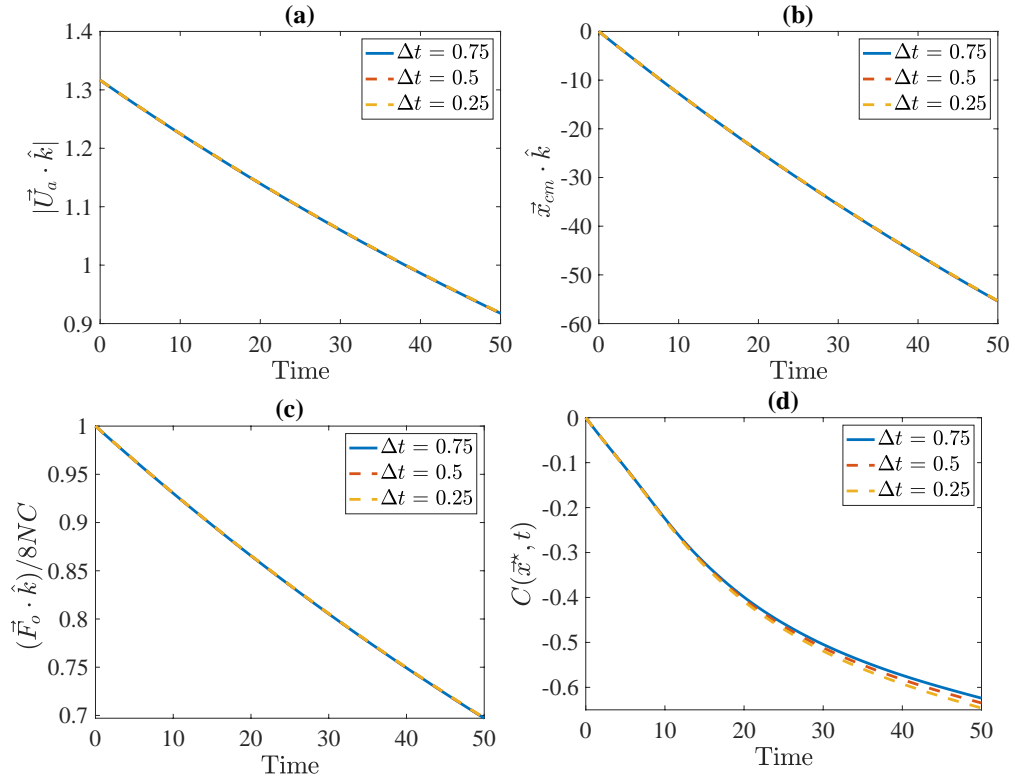 (a)
1.4
1.3
1.2
1.1
1
0.9
|U⃗_a · k̂|
0 10 20 30 40 50
Time
Δt = 0.75
Δt = 0.5
Δt = 0.25
(b)
0
-10
-20
-30
-40
-50
-60
x⃗_cm · k̂
0 10 20 30 40 50
Time
Δt = 0.75
Δt = 0.5
Δt = 0.25
(c)
1
0.95
0.9
0.85
0.8
0.75
0.7
(F⃗_o · k̂)/8NC
0 10 20 30 40 50
Time
Δt = 0.75
Δt = 0.5
Δt = 0.25
(d)
0
-0.1
-0.2
-0.3
-0.4
-0.5
-0.6
C(x⃗*, t)
0 10 20 30 40 50
Time
Δt = 0.75
Δt = 0.5
Δt = 0.25